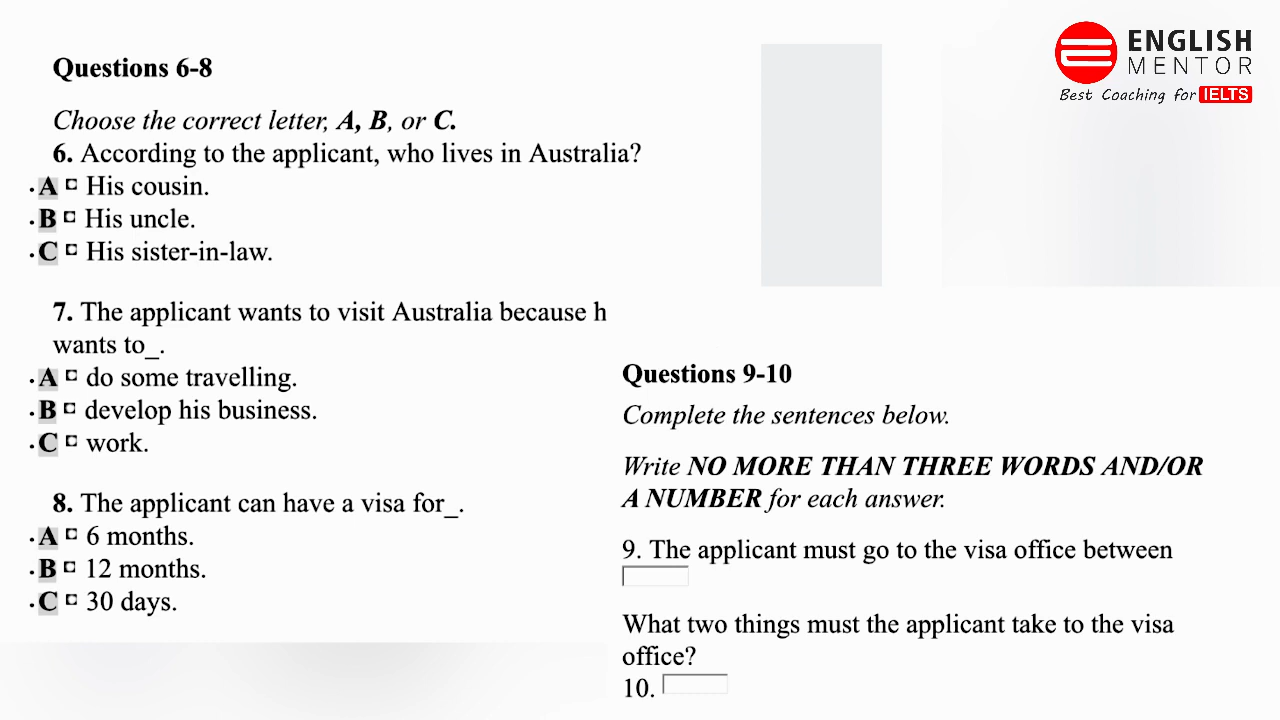 ENGLISH
MENTOR
Best Coaching for IELTS
Questions 6-8
Choose the correct letter, A, B, or C.
6. According to the applicant, who lives in Australia?
A His cousin.
B His uncle.
C His sister-in-law.
7. The applicant wants to visit Australia because h
wants to_.
A do some travelling.
B develop his business.
C work.
8. The applicant can have a visa for_.
A 6 months.
B 12 months.
C 30 days.
Questions 9-10
Complete the sentences below.
Write NO MORE THAN THREE WORDS AND/OR
A NUMBER for each answer.
9. The applicant must go to the visa office between
What two things must the applicant take to the visa
office?
10.